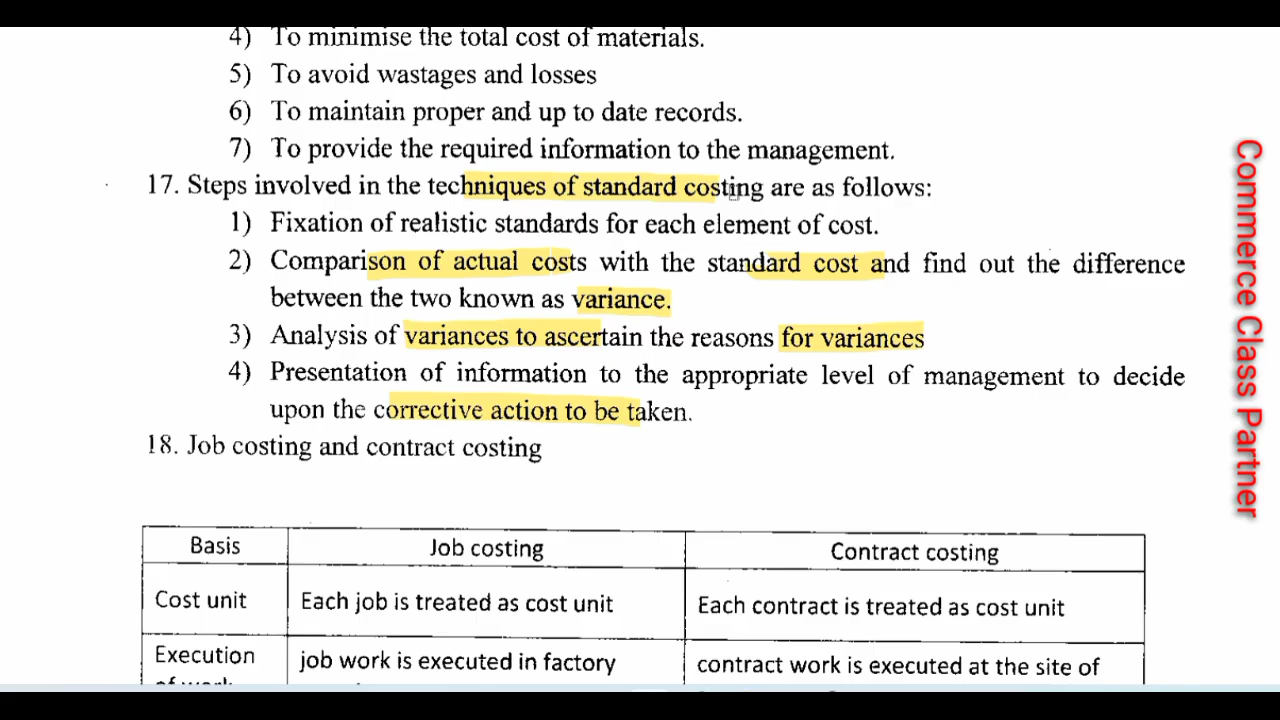 4) To minimise the total cost of materials.
5) To avoid wastages and losses
6) To maintain proper and up to date records.
7) To provide the required information to the management.
17. Steps involved in the techniques of standard costing are as follows:
1) Fixation of realistic standards for each element of cost.
2) Comparison of actual costs with the standard cost and find out the difference
between the two known as variance.
3) Analysis of variances to ascertain the reasons for variances
4) Presentation of information to the appropriate level of management to decide
upon the corrective action to be taken.
18. Job costing and contract costing
Basis Job costing Contract costing
Cost unit Each job is treated as cost unit Each contract is treated as cost unit
Execution job work is executed in factory contract work is executed at the site of
of work
Commerce Class Partner